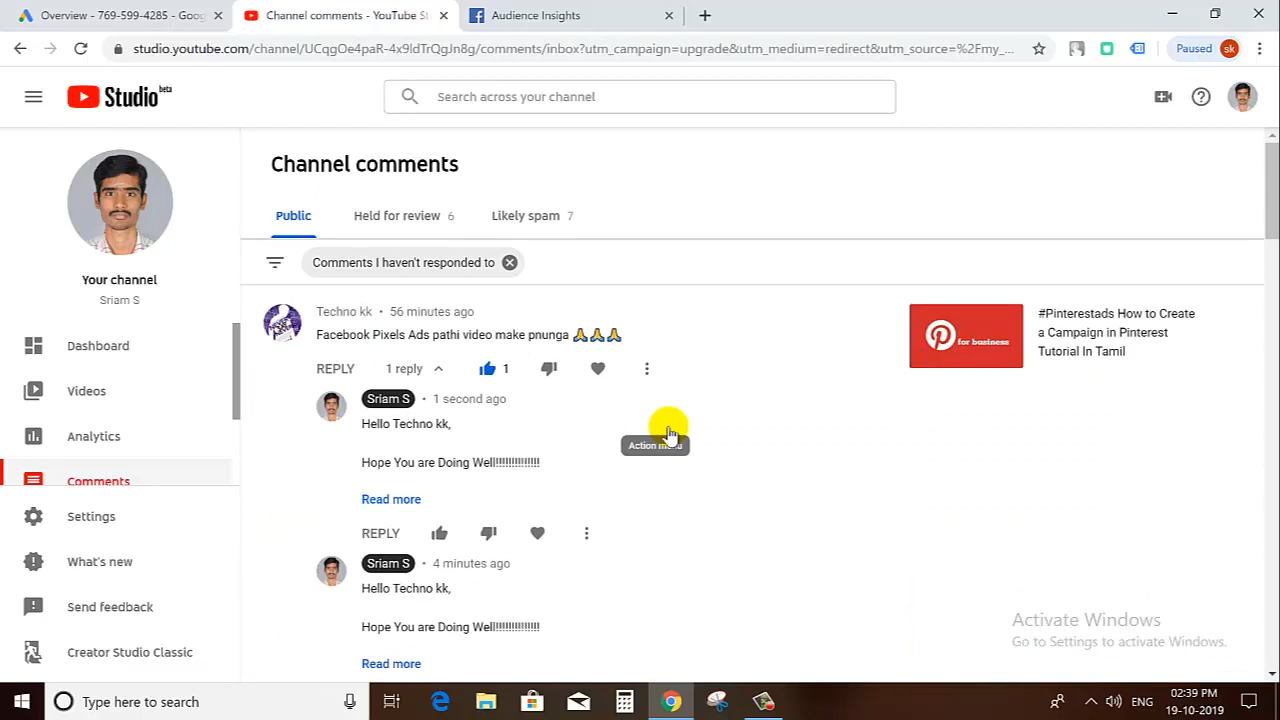 Overview - 769-599-4285 - Goog
Channel comments - YouTube St
Audience Insights
studio.youtube.com/channel/UCqgOe4paR-4x9ldTrQgJn8g/comments/inbox?utm_campaign=upgrade&utm_medium=redirect&utm_source=%2Fmy_...
Paused
sk
Studio beta
Search across your channel
Channel comments
Public
Held for review 6
Likely spam 7
Comments I haven't responded to
Your channel
Sriam S
Dashboard
Videos
Analytics
Comments
Settings
What's new
Send feedback
Creator Studio Classic
Techno kk • 56 minutes ago
Facebook Pixels Ads pathi video make pnunga 🙏🙏🙏
REPLY 1 reply 1
Sriam S • 1 second ago
Hello Techno kk,
Action menu
Hope You are Doing Well!!!!!!!!!!!!!!
Read more
REPLY
Sriam S • 4 minutes ago
Hello Techno kk,
Hope You are Doing Well!!!!!!!!!!!!!!
Read more
for business
#Pinterestads How to Create
a Campaign in Pinterest
Tutorial In Tamil
Activate Windows
Go to Settings to activate Windows.
Type here to search
ENG
02:39 PM
19-10-2019